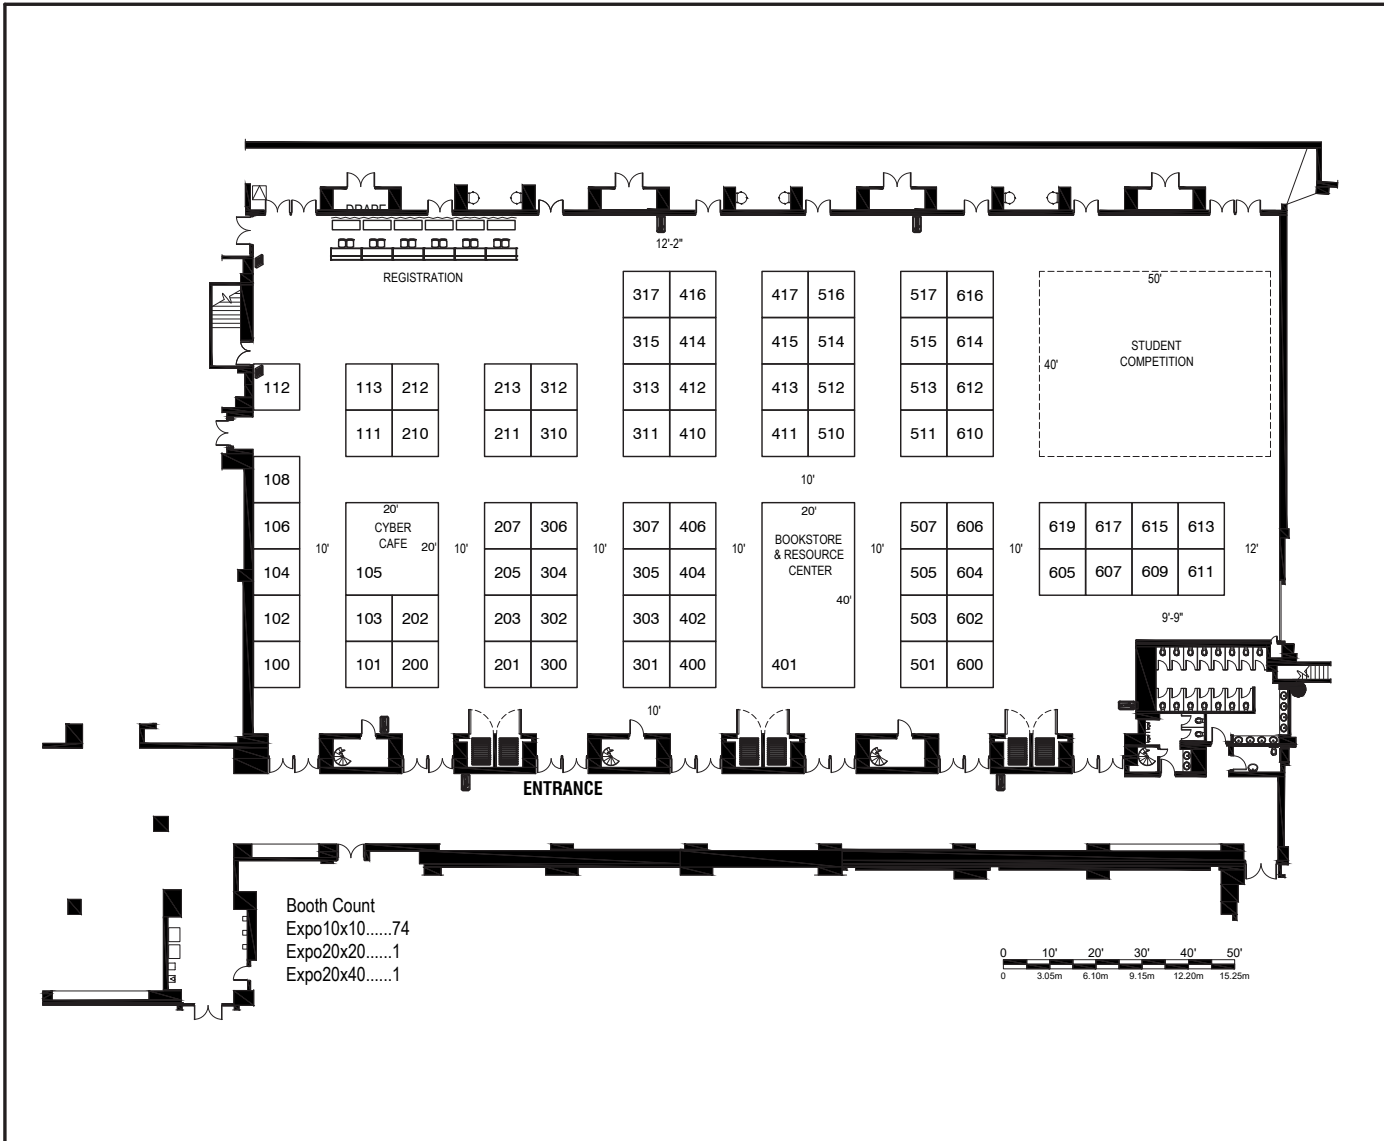 DRAPE
12'-2"
REGISTRATION
317 416 417 516 517 616
50'
315 414 415 514 515 614
STUDENT
COMPETITION
40'
112 113 212 213 312 313 412 413 512 513 612
111 210 211 310 311 410 411 510 511 610
108
10'
20'
20'
106 CYBER 207 306 307 406 507 606 619 617 615 613
CAFE
BOOKSTORE
& RESOURCE
CENTER
10' 20' 10' 10' 10' 10' 10' 12'
104 105 205 304 305 404 505 604 605 607 609 611
40'
102 103 202 203 302 303 402 503 602
9'-9"
100 101 200 201 300 301 400 401 501 600
10'
ENTRANCE
Booth Count
Expo10x10......74
Expo20x20......1
Expo20x40......1
0 10' 20' 30' 40' 50'
0 3.05m 6.10m 9.15m 12.20m 15.25m